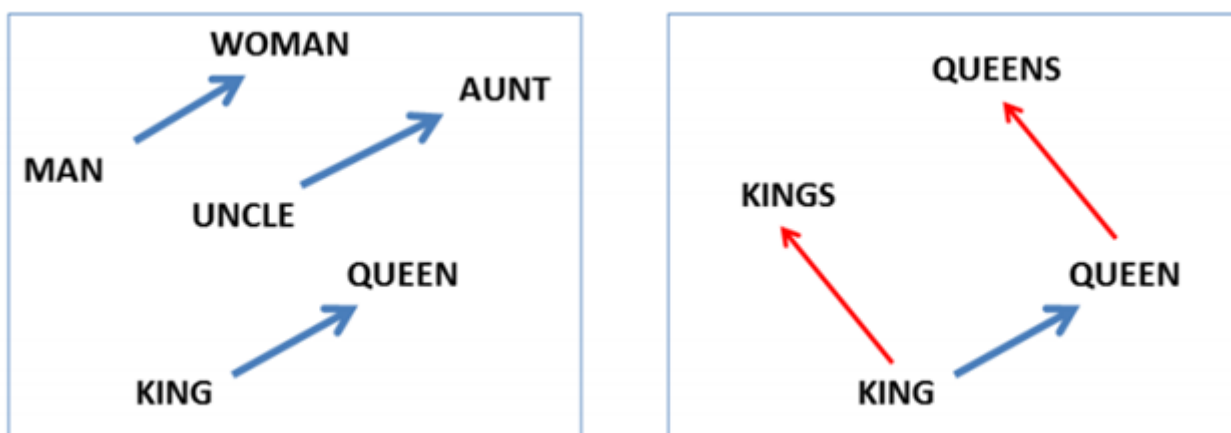 WOMAN
AUNT
MAN
UNCLE
QUEEN
KING
QUEENS
KINGS
QUEEN
KING